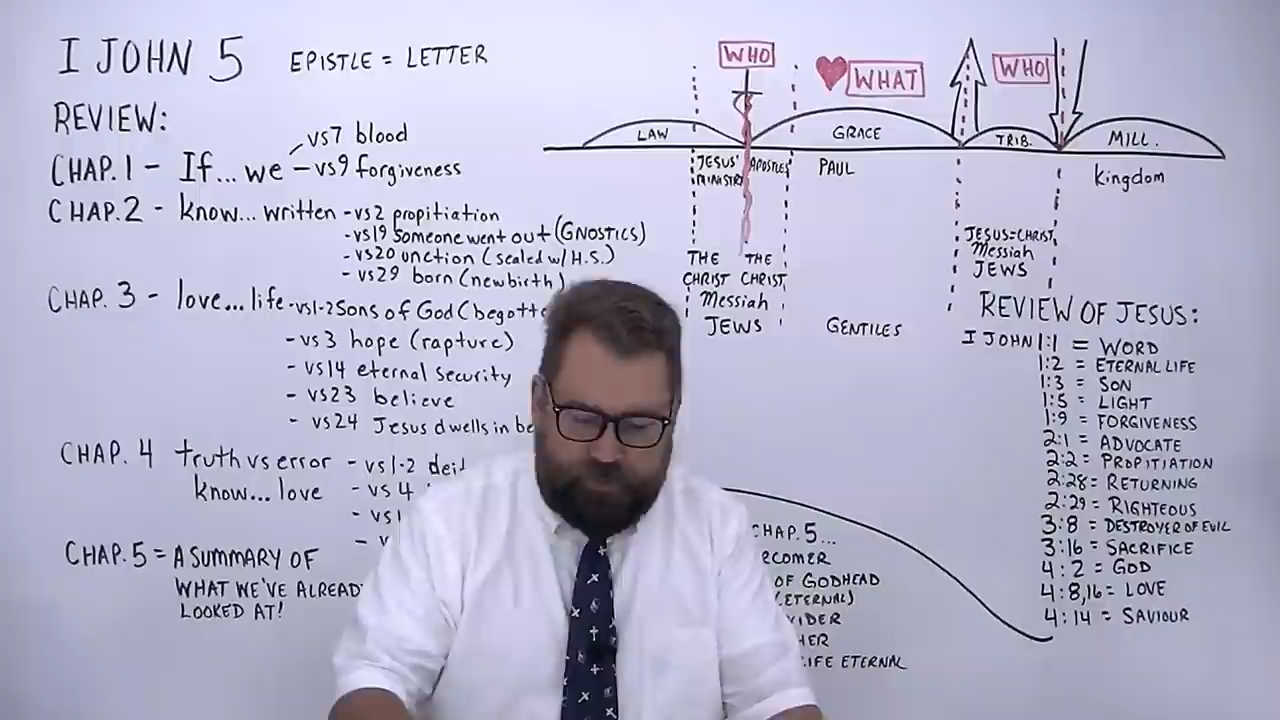 I JOHN 5 EPISTLE = LETTER
REVIEW:
CHAP. 1 - If... we
vs7 blood
- vs9 forgiveness
CHAP. 2 - know... written - vs2 propitiation
- vs19 someone went out (GNOSTICS)
- vs20 unction (sealed w/ H.S.)
- vs29 born (newbirth)
CHAP. 3 - love... life - vs1-2 Sons of God
- vs3 hope (rapture)
- vs14 eternal security
- vs23 believe
- vs24 Jesus dwells in
CHAP. 4 truth vs error - vs1-2
know... love - vs4
CHAP. 5 = A SUMMARY OF
WHAT WE'VE
LOOKED AT!
WHO
WHAT
WHO
LAW
GRACE
TRIB.
MILL.
JESUS'
MINISTRY
APOSTLES
PAUL
Kingdom
THE
CHRIST
THE
CHRIST
Messiah
JEWS
GENTILES
JESUS=CHRIST
Messiah
JEWS
CHAP. 5...
OF GODHEAD
(ETERNAL)
ETERNAL
REVIEW OF JESUS:
I JOHN 1:1 = WORD
1:2 = ETERNAL LIFE
1:3 = SON
1:5 = LIGHT
1:9 = FORGIVENESS
2:1 = ADVOCATE
2:2 = PROPITIATION
2:28 = RETURNING
2:29 = RIGHTEOUS
3:8 = DESTROYER OF EVIL
3:16 = SACRIFICE
4:2 = GOD
4:8,16 = LOVE
4:14 = SAVIOUR